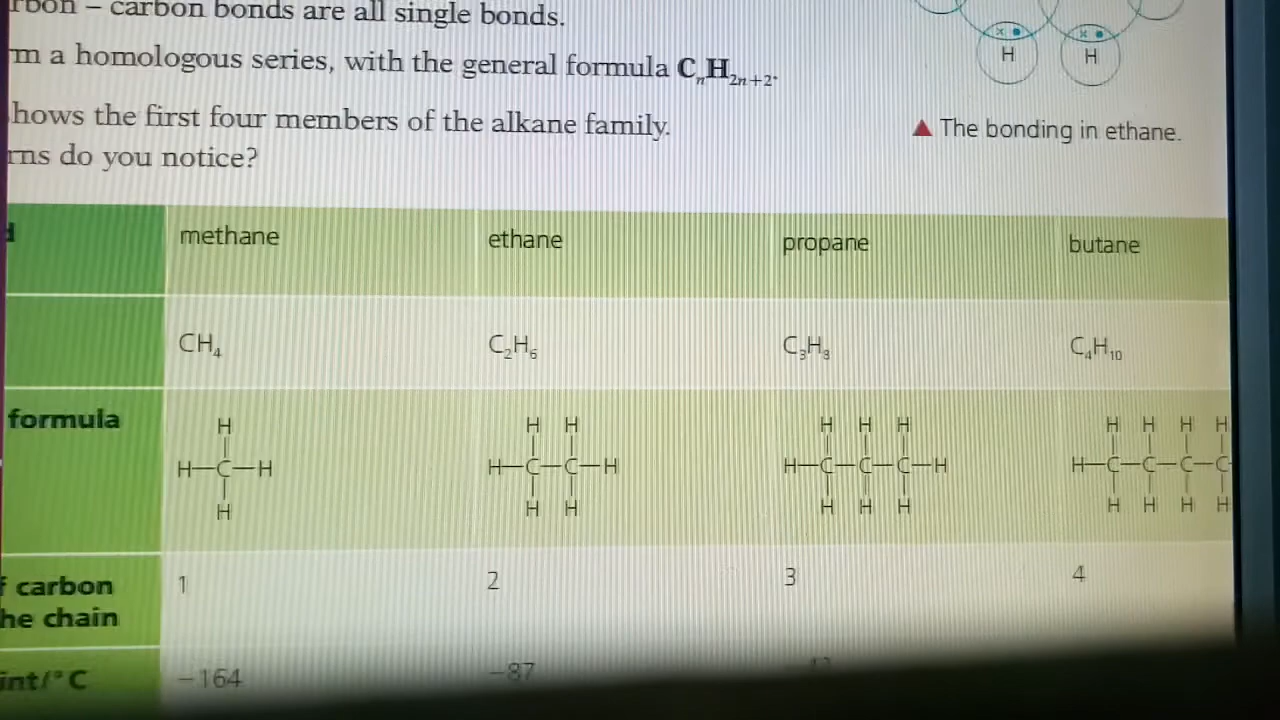 – carbon bonds are all single bonds.
m a homologous series, with the general formula CₙH₂ₙ₊₂.
hows the first four members of the alkane family.
rns do you notice?
H H
▲ The bonding in ethane.
methane ethane propane butane
CH₄ C₂H₆ C₃H₈ C₄H₁₀
formula
H H H H H H H H H H
H—C—H H—C—C—H H—C—C—C—H H—C—C—C—C
H H H H H H H H H H
carbon 1 2 3 4
he chain
int/°C −164 −87